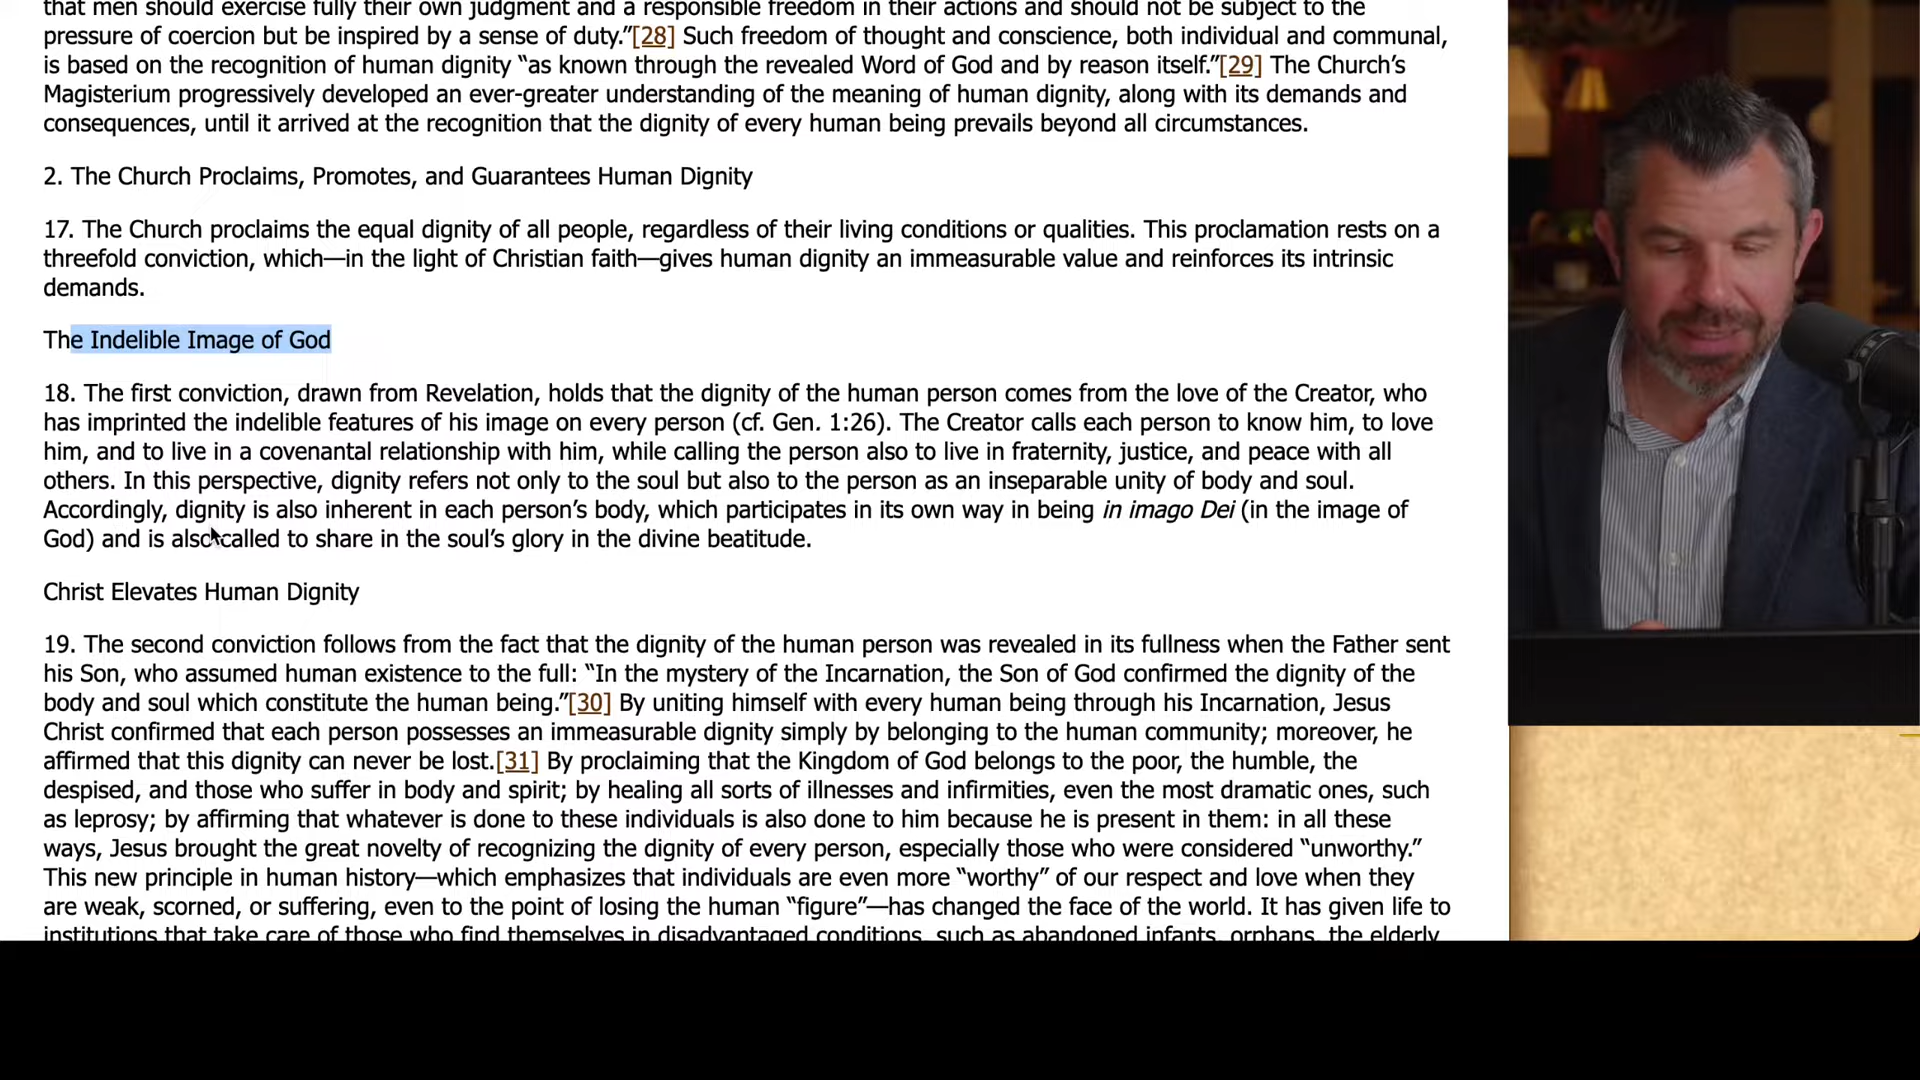 that men should exercise fully their own judgment and a responsible freedom in their actions and should not be subject to the
pressure of coercion but be inspired by a sense of duty.”[28] Such freedom of thought and conscience, both individual and communal,
is based on the recognition of human dignity “as known through the revealed Word of God and by reason itself.”[29] The Church’s
Magisterium progressively developed an ever-greater understanding of the meaning of human dignity, along with its demands and
consequences, until it arrived at the recognition that the dignity of every human being prevails beyond all circumstances.
2. The Church Proclaims, Promotes, and Guarantees Human Dignity
17. The Church proclaims the equal dignity of all people, regardless of their living conditions or qualities. This proclamation rests on a
threefold conviction, which—in the light of Christian faith—gives human dignity an immeasurable value and reinforces its intrinsic
demands.
The Indelible Image of God
18. The first conviction, drawn from Revelation, holds that the dignity of the human person comes from the love of the Creator, who
has imprinted the indelible features of his image on every person (cf. Gen. 1:26). The Creator calls each person to know him, to love
him, and to live in a covenantal relationship with him, while calling the person also to live in fraternity, justice, and peace with all
others. In this perspective, dignity refers not only to the soul but also to the person as an inseparable unity of body and soul.
Accordingly, dignity is also inherent in each person’s body, which participates in its own way in being in imago Dei (in the image of
God) and is also called to share in the soul’s glory in the divine beatitude.
Christ Elevates Human Dignity
19. The second conviction follows from the fact that the dignity of the human person was revealed in its fullness when the Father sent
his Son, who assumed human existence to the full: “In the mystery of the Incarnation, the Son of God confirmed the dignity of the
body and soul which constitute the human being.”[30] By uniting himself with every human being through his Incarnation, Jesus
Christ confirmed that each person possesses an immeasurable dignity simply by belonging to the human community; moreover, he
affirmed that this dignity can never be lost.[31] By proclaiming that the Kingdom of God belongs to the poor, the humble, the
despised, and those who suffer in body and spirit; by healing all sorts of illnesses and infirmities, even the most dramatic ones, such
as leprosy; by affirming that whatever is done to these individuals is also done to him because he is present in them: in all these
ways, Jesus brought the great novelty of recognizing the dignity of every person, especially those who were considered “unworthy.”
This new principle in human history—which emphasizes that individuals are even more “worthy” of our respect and love when they
are weak, scorned, or suffering, even to the point of losing the human “figure”—has changed the face of the world. It has given life to
institutions that take care of those who find themselves in disadvantaged conditions, such as abandoned infants, orphans, the elderly